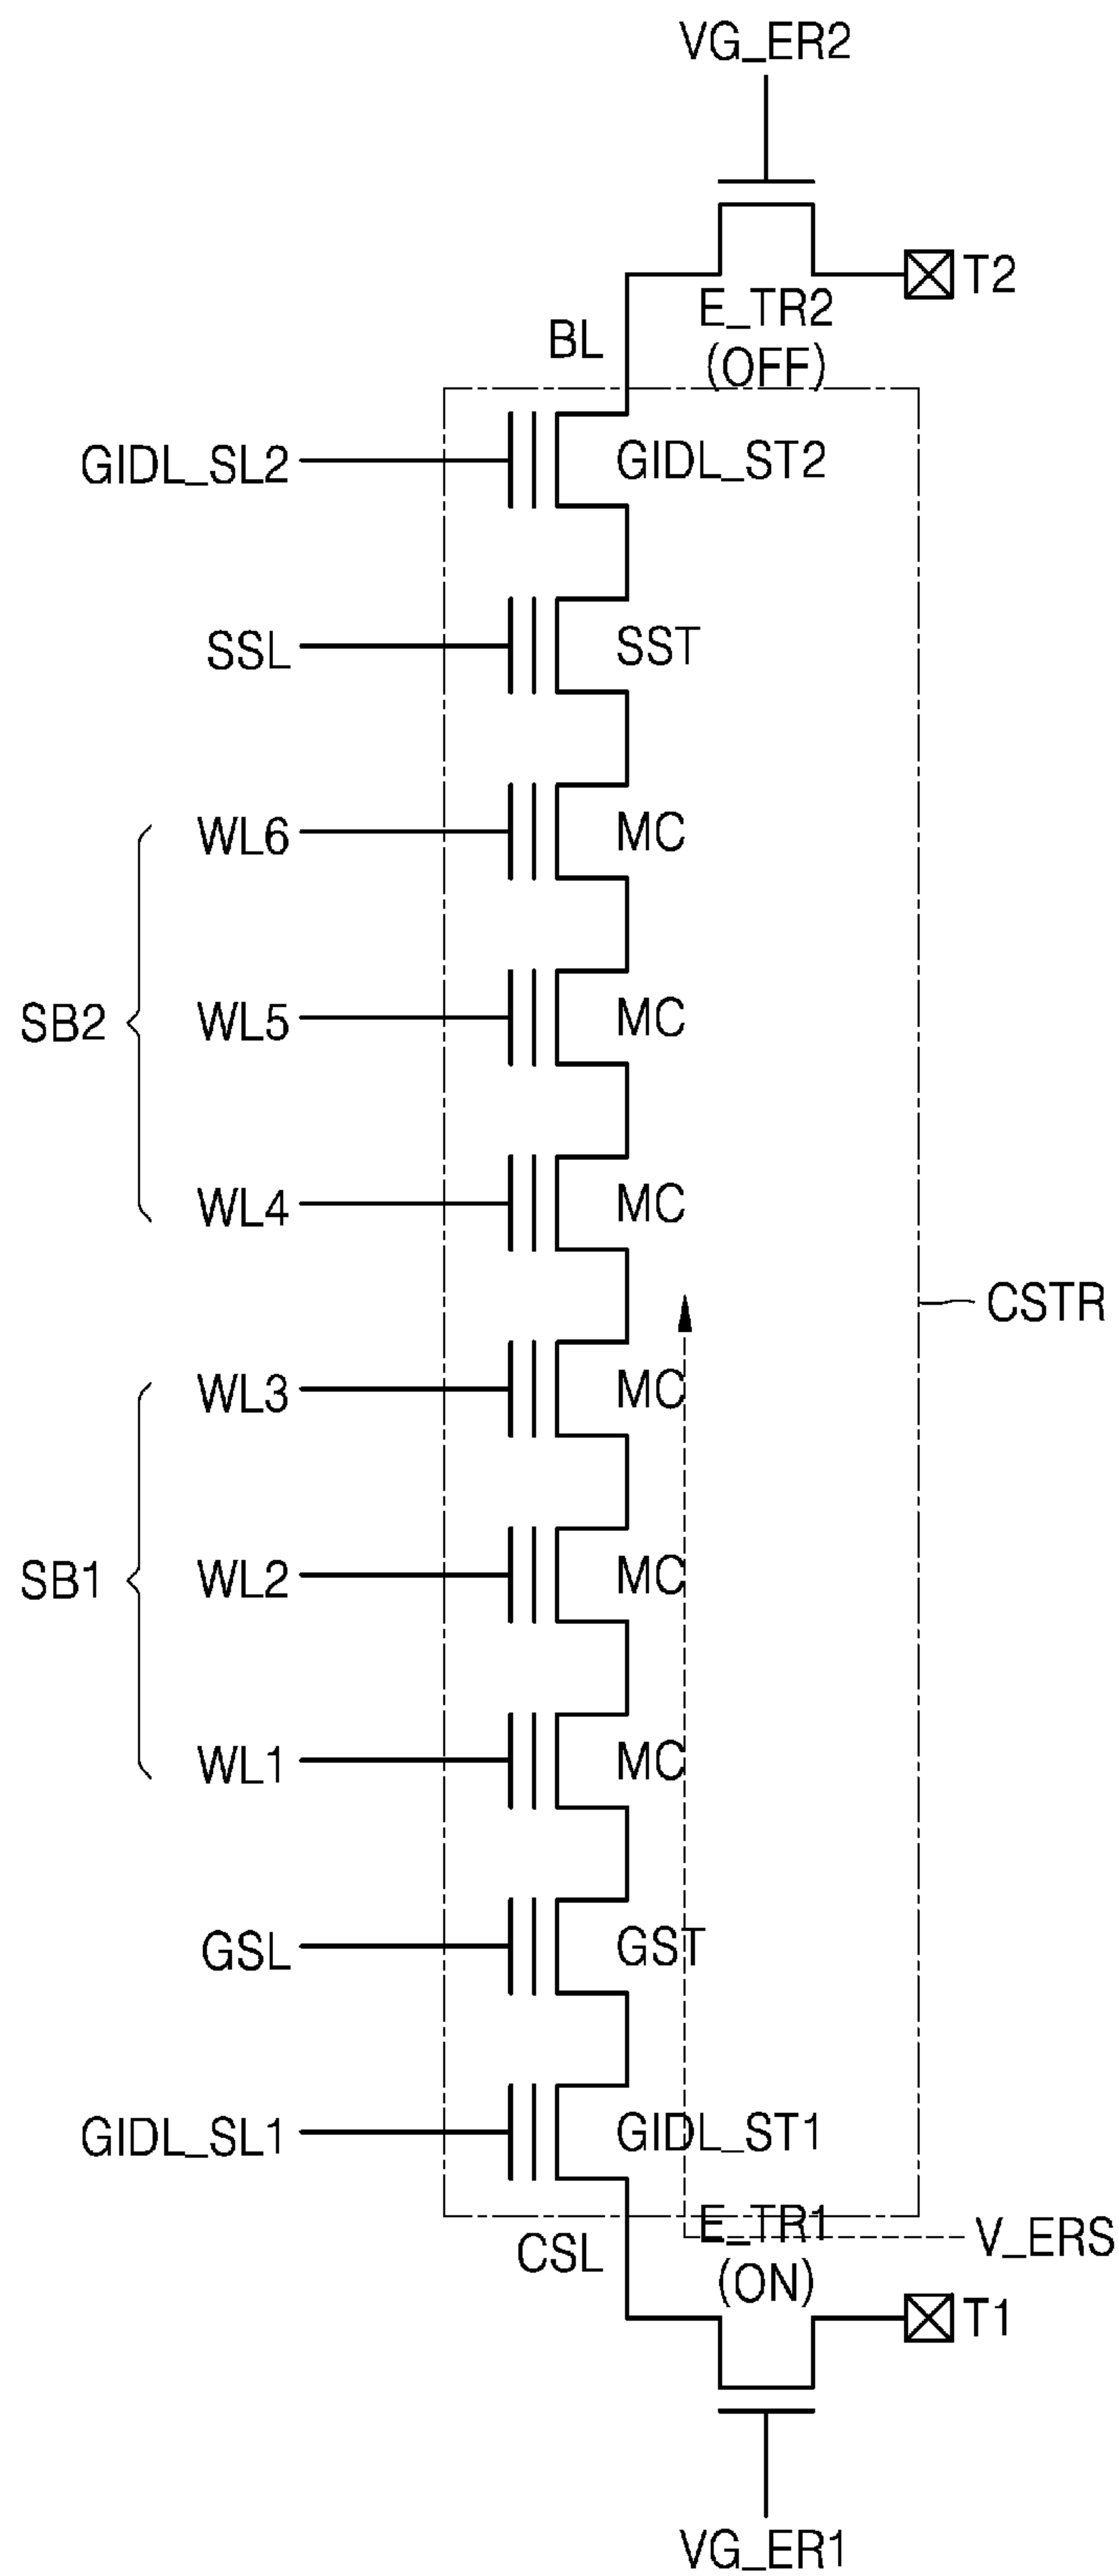 VG_ER2
T2
E_TR2
(OFF)
BL
GIDL_SL2
GIDL_ST2
SSL
SST
WL6
MC
SB2
WL5
MC
WL4
MC
CSTR
WL3
MC
SB1
WL2
MC
WL1
MC
GSL
GST
GIDL_SL1
GIDL_ST1
E_TR1
(ON)
V_ERS
CSL
T1
VG_ER1